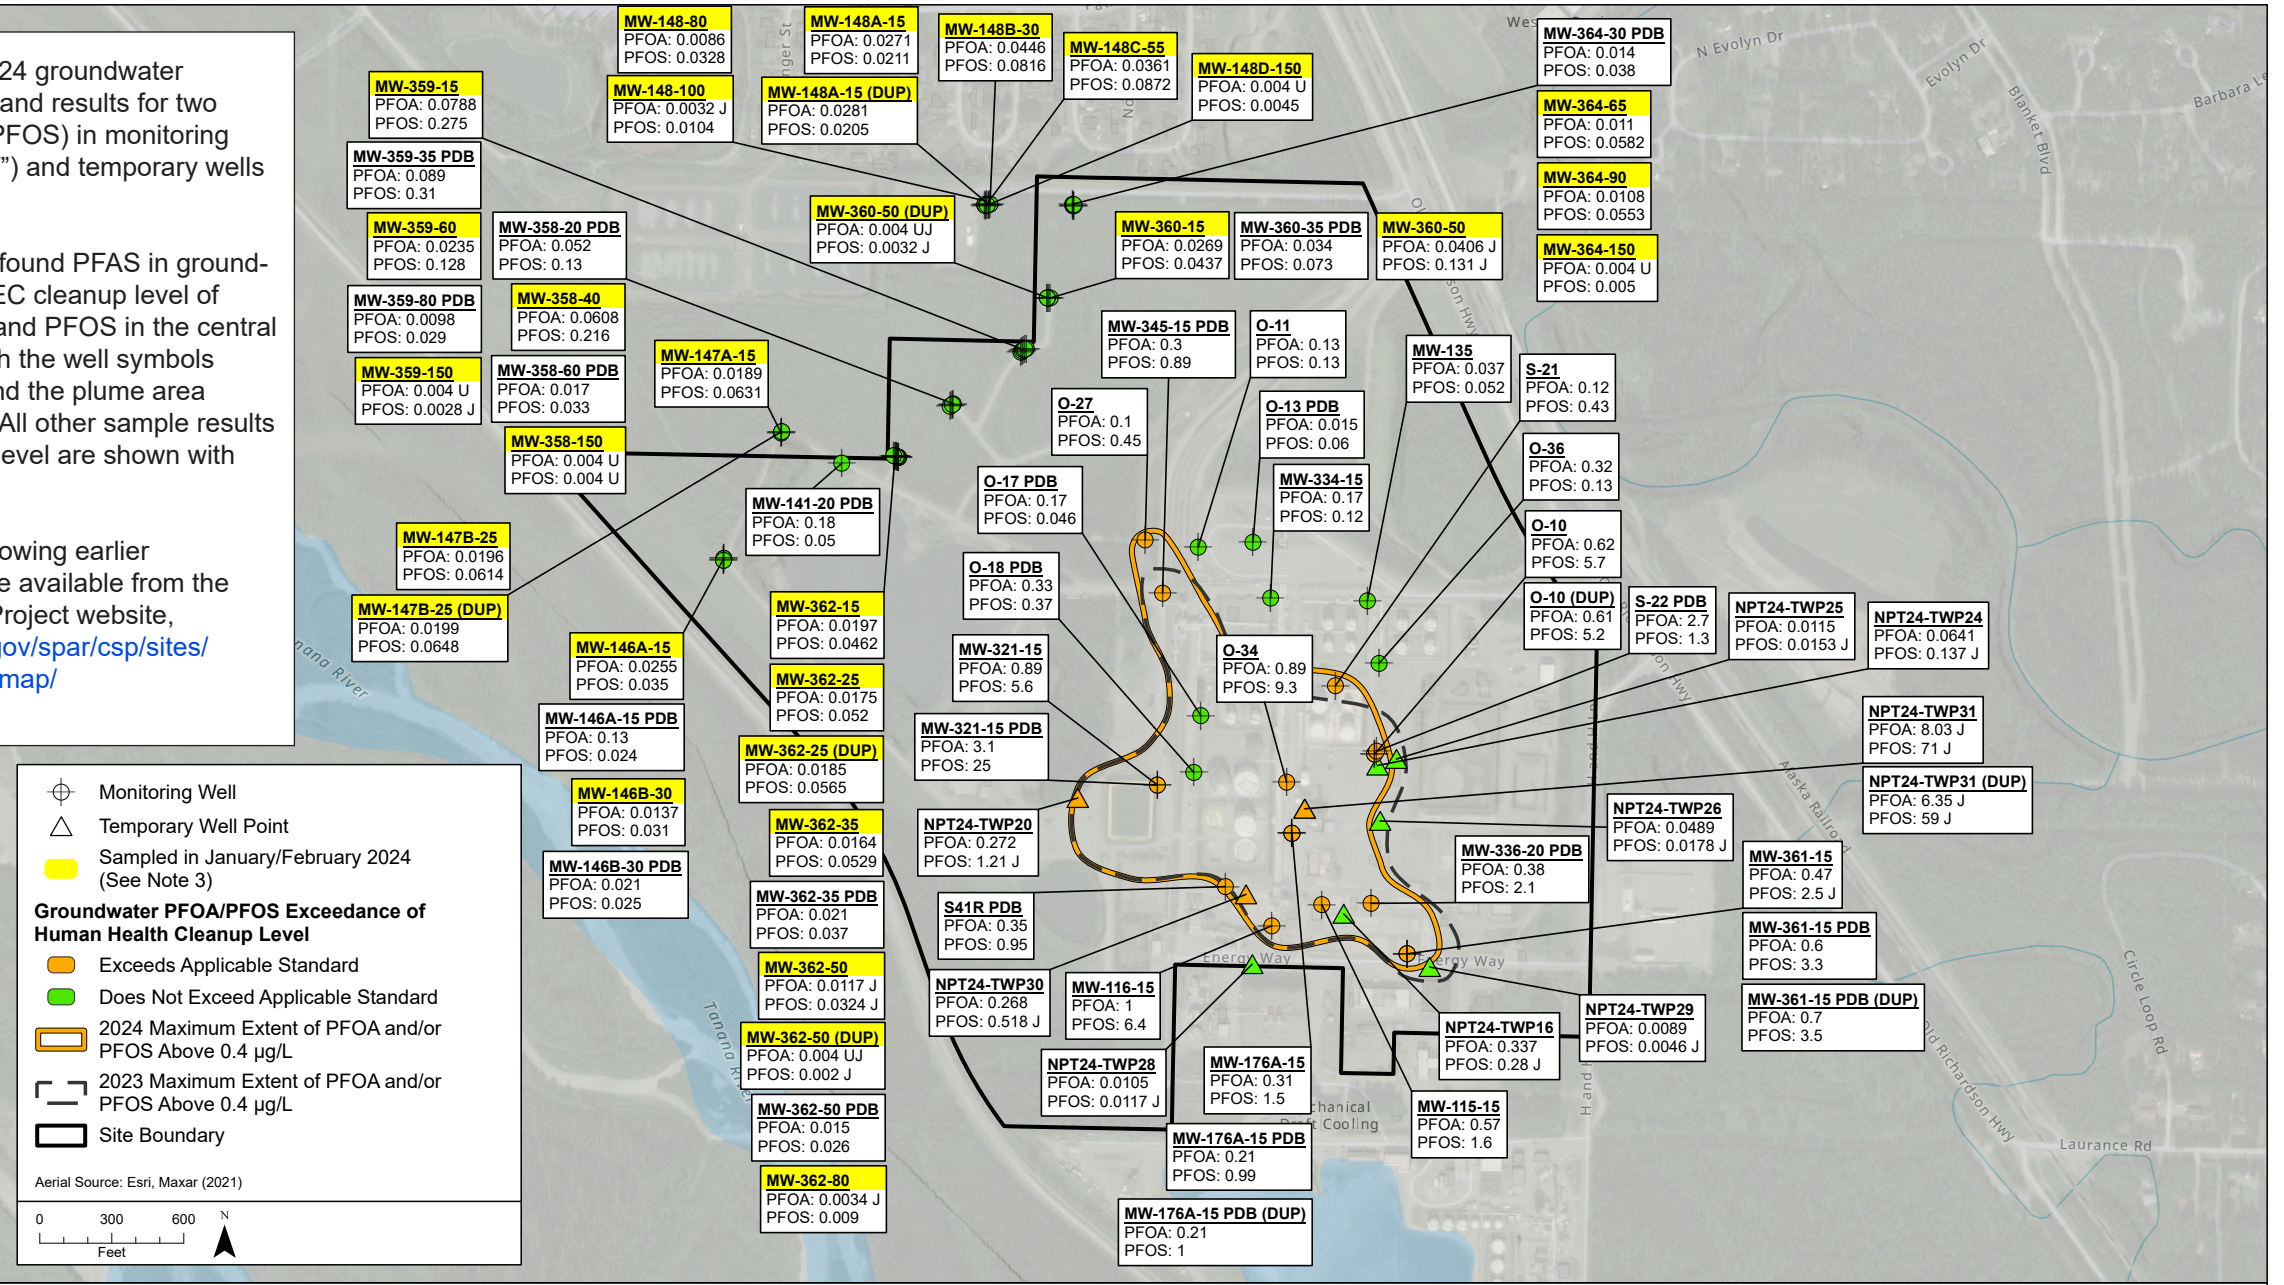 24 groundwater
and results for two
PFOS) in monitoring
”) and temporary wells
found PFAS in ground-
EC cleanup level of
and PFOS in the central
h the well symbols
nd the plume area
All other sample results
level are shown with
owing earlier
e available from the
Project website,
gov/spar/csp/sites/
map/
Monitoring Well
Temporary Well Point
Sampled in January/February 2024
(See Note 3)
Groundwater PFOA/PFOS Exceedance of
Human Health Cleanup Level
Exceeds Applicable Standard
Does Not Exceed Applicable Standard
2024 Maximum Extent of PFOA and/or
PFOS Above 0.4 µg/L
2023 Maximum Extent of PFOA and/or
PFOS Above 0.4 µg/L
Site Boundary
Aerial Source: Esri, Maxar (2021)
0 300 600
Feet
N
MW-148-80
PFOA: 0.0086
PFOS: 0.0328
MW-148A-15
PFOA: 0.0271
PFOS: 0.0211
MW-148B-30
PFOA: 0.0446
PFOS: 0.0816
MW-148C-55
PFOA: 0.0361
PFOS: 0.0872
MW-148D-150
PFOA: 0.004 U
PFOS: 0.0045
MW-364-30 PDB
PFOA: 0.014
PFOS: 0.038
MW-359-15
PFOA: 0.0788
PFOS: 0.275
MW-148-100
PFOA: 0.0032 J
PFOS: 0.0104
MW-148A-15 (DUP)
PFOA: 0.0281
PFOS: 0.0205
MW-364-65
PFOA: 0.011
PFOS: 0.0582
MW-359-35 PDB
PFOA: 0.089
PFOS: 0.31
MW-364-90
PFOA: 0.0108
PFOS: 0.0553
MW-359-60
PFOA: 0.0235
PFOS: 0.128
MW-358-20 PDB
PFOA: 0.052
PFOS: 0.13
MW-360-50 (DUP)
PFOA: 0.004 UJ
PFOS: 0.0032 J
MW-360-15
PFOA: 0.0269
PFOS: 0.0437
MW-360-35 PDB
PFOA: 0.034
PFOS: 0.073
MW-360-50
PFOA: 0.0406 J
PFOS: 0.131 J
MW-364-150
PFOA: 0.004 U
PFOS: 0.005
MW-359-80 PDB
PFOA: 0.0098
PFOS: 0.029
MW-358-40
PFOA: 0.0608
PFOS: 0.216
MW-359-150
PFOA: 0.004 U
PFOS: 0.0028 J
MW-358-60 PDB
PFOA: 0.017
PFOS: 0.033
MW-147A-15
PFOA: 0.0189
PFOS: 0.0631
MW-345-15 PDB
PFOA: 0.3
PFOS: 0.89
O-11
PFOA: 0.13
PFOS: 0.13
MW-135
PFOA: 0.037
PFOS: 0.052
S-21
PFOA: 0.12
PFOS: 0.43
O-27
PFOA: 0.1
PFOS: 0.45
O-13 PDB
PFOA: 0.015
PFOS: 0.06
MW-358-150
PFOA: 0.004 U
PFOS: 0.004 U
O-36
PFOA: 0.32
PFOS: 0.13
O-17 PDB
PFOA: 0.17
PFOS: 0.046
MW-334-15
PFOA: 0.17
PFOS: 0.12
MW-141-20 PDB
PFOA: 0.18
PFOS: 0.05
O-10
PFOA: 0.62
PFOS: 5.7
MW-147B-25
PFOA: 0.0196
PFOS: 0.0614
O-18 PDB
PFOA: 0.33
PFOS: 0.37
O-10 (DUP)
PFOA: 0.61
PFOS: 5.2
S-22 PDB
PFOA: 2.7
PFOS: 1.3
NPT24-TWP25
PFOA: 0.0115
PFOS: 0.0153 J
NPT24-TWP24
PFOA: 0.0641
PFOS: 0.137 J
MW-147B-25 (DUP)
PFOA: 0.0199
PFOS: 0.0648
MW-362-15
PFOA: 0.0197
PFOS: 0.0462
MW-146A-15
PFOA: 0.0255
PFOS: 0.035
MW-321-15
PFOA: 0.89
PFOS: 5.6
O-34
PFOA: 0.89
PFOS: 9.3
MW-362-25
PFOA: 0.0175
PFOS: 0.052
NPT24-TWP31
PFOA: 8.03 J
PFOS: 71 J
MW-146A-15 PDB
PFOA: 0.13
PFOS: 0.024
MW-321-15 PDB
PFOA: 3.1
PFOS: 25
MW-362-25 (DUP)
PFOA: 0.0185
PFOS: 0.0565
NPT24-TWP31 (DUP)
PFOA: 6.35 J
PFOS: 59 J
MW-146B-30
PFOA: 0.0137
PFOS: 0.031
MW-362-35
PFOA: 0.0164
PFOS: 0.0529
NPT24-TWP20
PFOA: 0.272
PFOS: 1.21 J
NPT24-TWP26
PFOA: 0.0489
PFOS: 0.0178 J
MW-146B-30 PDB
PFOA: 0.021
PFOS: 0.025
MW-336-20 PDB
PFOA: 0.38
PFOS: 2.1
MW-361-15
PFOA: 0.47
PFOS: 2.5 J
MW-362-35 PDB
PFOA: 0.021
PFOS: 0.037
S41R PDB
PFOA: 0.35
PFOS: 0.95
MW-361-15 PDB
PFOA: 0.6
PFOS: 3.3
MW-362-50
PFOA: 0.0117 J
PFOS: 0.0324 J
NPT24-TWP30
PFOA: 0.268
PFOS: 0.518 J
MW-116-15
PFOA: 1
PFOS: 6.4
NPT24-TWP29
PFOA: 0.0089
PFOS: 0.0046 J
MW-361-15 PDB (DUP)
PFOA: 0.7
PFOS: 3.5
MW-362-50 (DUP)
PFOA: 0.004 UJ
PFOS: 0.002 J
NPT24-TWP28
PFOA: 0.0105
PFOS: 0.0117 J
MW-176A-15
PFOA: 0.31
PFOS: 1.5
NPT24-TWP16
PFOA: 0.337
PFOS: 0.28 J
MW-362-50 PDB
PFOA: 0.015
PFOS: 0.026
MW-115-15
PFOA: 0.57
PFOS: 1.6
MW-176A-15 PDB
PFOA: 0.21
PFOS: 0.99
MW-362-80
PFOA: 0.0034 J
PFOS: 0.009
MW-176A-15 PDB (DUP)
PFOA: 0.21
PFOS: 1
N Evolyn Dr
Evolyn Dr
Blanket Blvd
Barbara Le
nana River
Tanana River
Energy Way
Energy Way
Alaska Railroad
Old Richardson Hwy
Circle Loop Rd
Laurance Rd
chanical
Draft Cooling